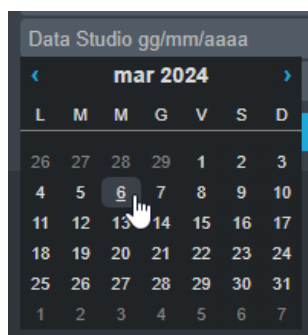 Data Studio gg/mm/aaaa
‹ mar 2024 ›
L M M G V S D
26 27 28 29 1 2 3
4 5 6 7 8 9 10
11 12 13 14 15 16 17
18 19 20 21 22 23 24
25 26 27 28 29 30 31
1 2 3 4 5 6 7